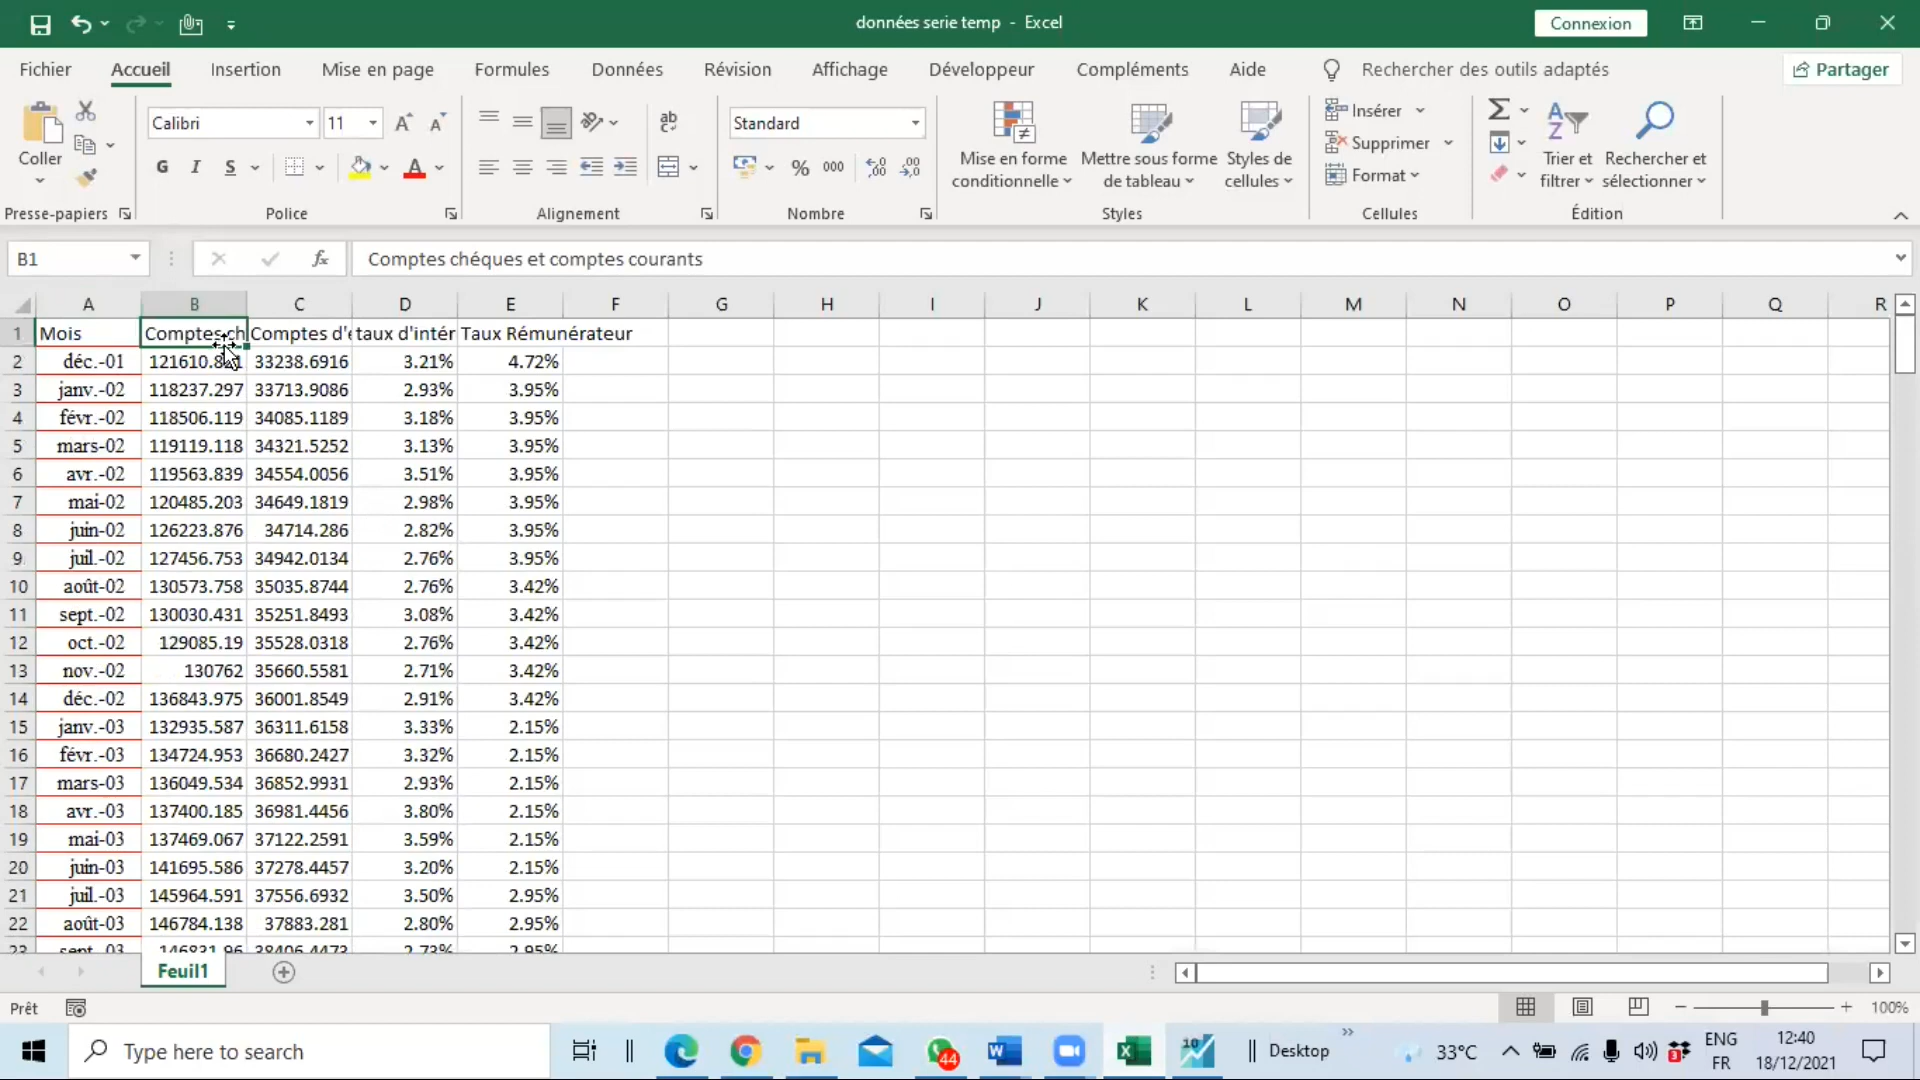 données serie temp - Excel
Connexion
Fichier Accueil Insertion Mise en page Formules Données Révision Affichage Développeur Compléments Aide Rechercher des outils adaptés Partager
Coller
Calibri 11
G I S
ab
Standard
% 000
Mise en forme conditionnelle
Mettre sous forme de tableau
Styles de cellules
Insérer
Supprimer
Format
Trier et filtrer
Rechercher et sélectionner
Presse-papiers Police Alignement Nombre Styles Cellules Édition
B1 fx Comptes chéques et comptes courants
A B C D E F G H I J K L M N O P Q R
1 Mois Comptes ch Comptes d'é taux d'intér Taux Rémunérateur
2 déc.-01 121610.821 33238.6916 3.21% 4.72%
3 janv.-02 118237.297 33713.9086 2.93% 3.95%
4 févr.-02 118506.119 34085.1189 3.18% 3.95%
5 mars-02 119119.118 34321.5252 3.13% 3.95%
6 avr.-02 119563.839 34554.0056 3.51% 3.95%
7 mai-02 120485.203 34649.1819 2.98% 3.95%
8 juin-02 126223.876 34714.286 2.82% 3.95%
9 juil.-02 127456.753 34942.0134 2.76% 3.95%
10 août-02 130573.758 35035.8744 2.76% 3.42%
11 sept.-02 130030.431 35251.8493 3.08% 3.42%
12 oct.-02 129085.19 35528.0318 2.76% 3.42%
13 nov.-02 130762 35660.5581 2.71% 3.42%
14 déc.-02 136843.975 36001.8549 2.91% 3.42%
15 janv.-03 132935.587 36311.6158 3.33% 2.15%
16 févr.-03 134724.953 36680.2427 3.32% 2.15%
17 mars-03 136049.534 36852.9931 2.93% 2.15%
18 avr.-03 137400.185 36981.4456 3.80% 2.15%
19 mai-03 137469.067 37122.2591 3.59% 2.15%
20 juin-03 141695.586 37278.4457 3.20% 2.15%
21 juil.-03 145964.591 37556.6932 3.50% 2.95%
22 août-03 146784.138 37883.281 2.80% 2.95%
23 sept.-03 146831.96 38406.4473 2.73% 2.95%
Feuil1
Prêt 100%
Type here to search
44
10
Desktop
33°C
3
ENG
FR
12:40
18/12/2021